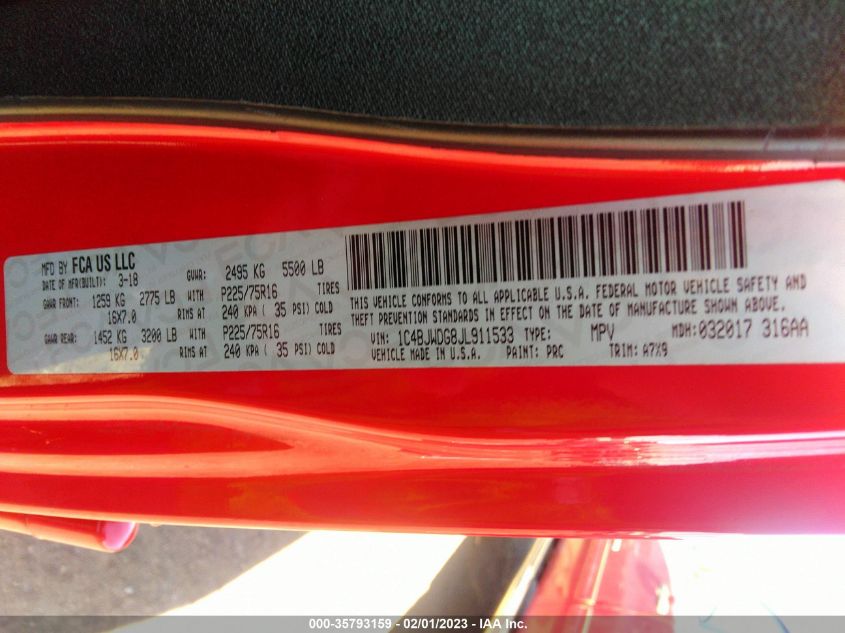 MFD BY FCA US LLC
DATE OF MFR(BUILT): 3-18 GVWR: 2495 KG 5500 LB
GAWR FRONT: 1259 KG 2775 LB WITH P225/75R16 TIRES
16X7.0 RIMS AT 240 KPA ( 35 PSI) COLD
GAWR REAR: 1452 KG 3200 LB WITH P225/75R16 TIRES
16X7.0 RIMS AT 240 KPA ( 35 PSI) COLD
THIS VEHICLE CONFORMS TO ALL APPLICABLE U.S.A. FEDERAL MOTOR VEHICLE SAFETY AND
THEFT PREVENTION STANDARDS IN EFFECT ON THE DATE OF MANUFACTURE SHOWN ABOVE.
VIN: 1C4BJWDG8JL911533 TYPE: MPV MDH: 032017 316AA
VEHICLE MADE IN U.S.A. PAINT: PRC TRIM: A7X9
000-35793159 - 02/01/2023 - IAA Inc.